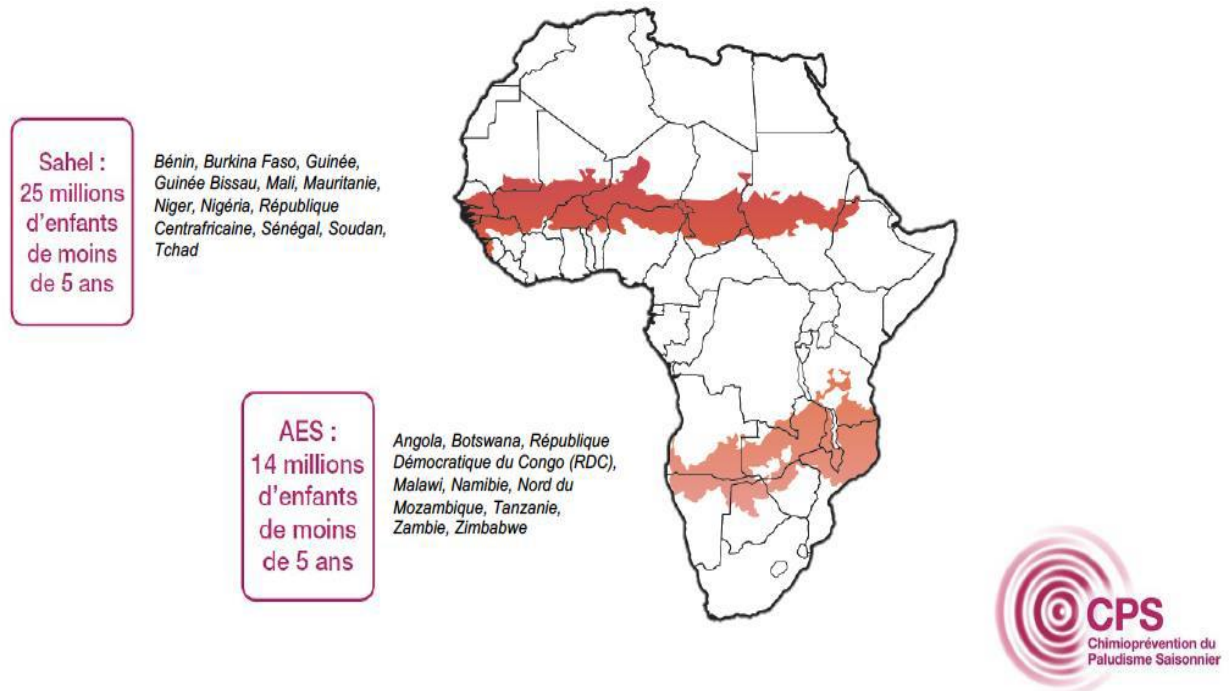 Sahel :
25 millions
d'enfants
de moins
de 5 ans
Bénin, Burkina Faso, Guinée,
Guinée Bissau, Mali, Mauritanie,
Niger, Nigéria, République
Centrafricaine, Sénégal, Soudan,
Tchad
AES :
14 millions
d'enfants
de moins
de 5 ans
Angola, Botswana, République
Démocratique du Congo (RDC),
Malawi, Namibie, Nord du
Mozambique, Tanzanie,
Zambie, Zimbabwe
CPS
Chimioprévention du
Paludisme Saisonnier